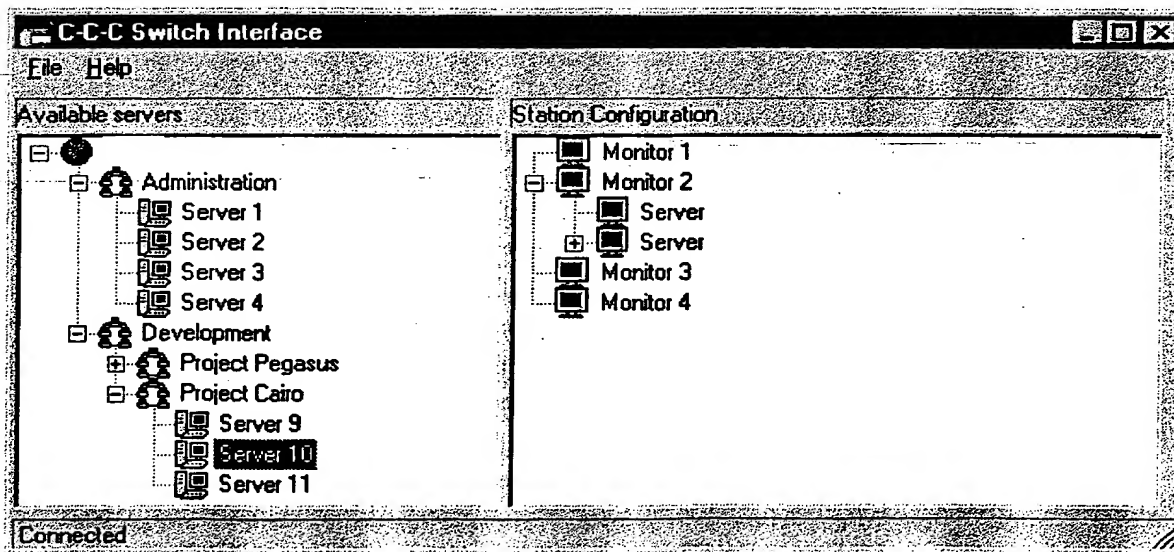 C-C-C Switch Interface
File Help
Available servers
Administration
Server 1
Server 2
Server 3
Server 4
Development
Project Pegasus
Project Cairo
Server 9
Server 10
Server 11
Station Configuration
Monitor 1
Monitor 2
Server
Server
Monitor 3
Monitor 4
Connected